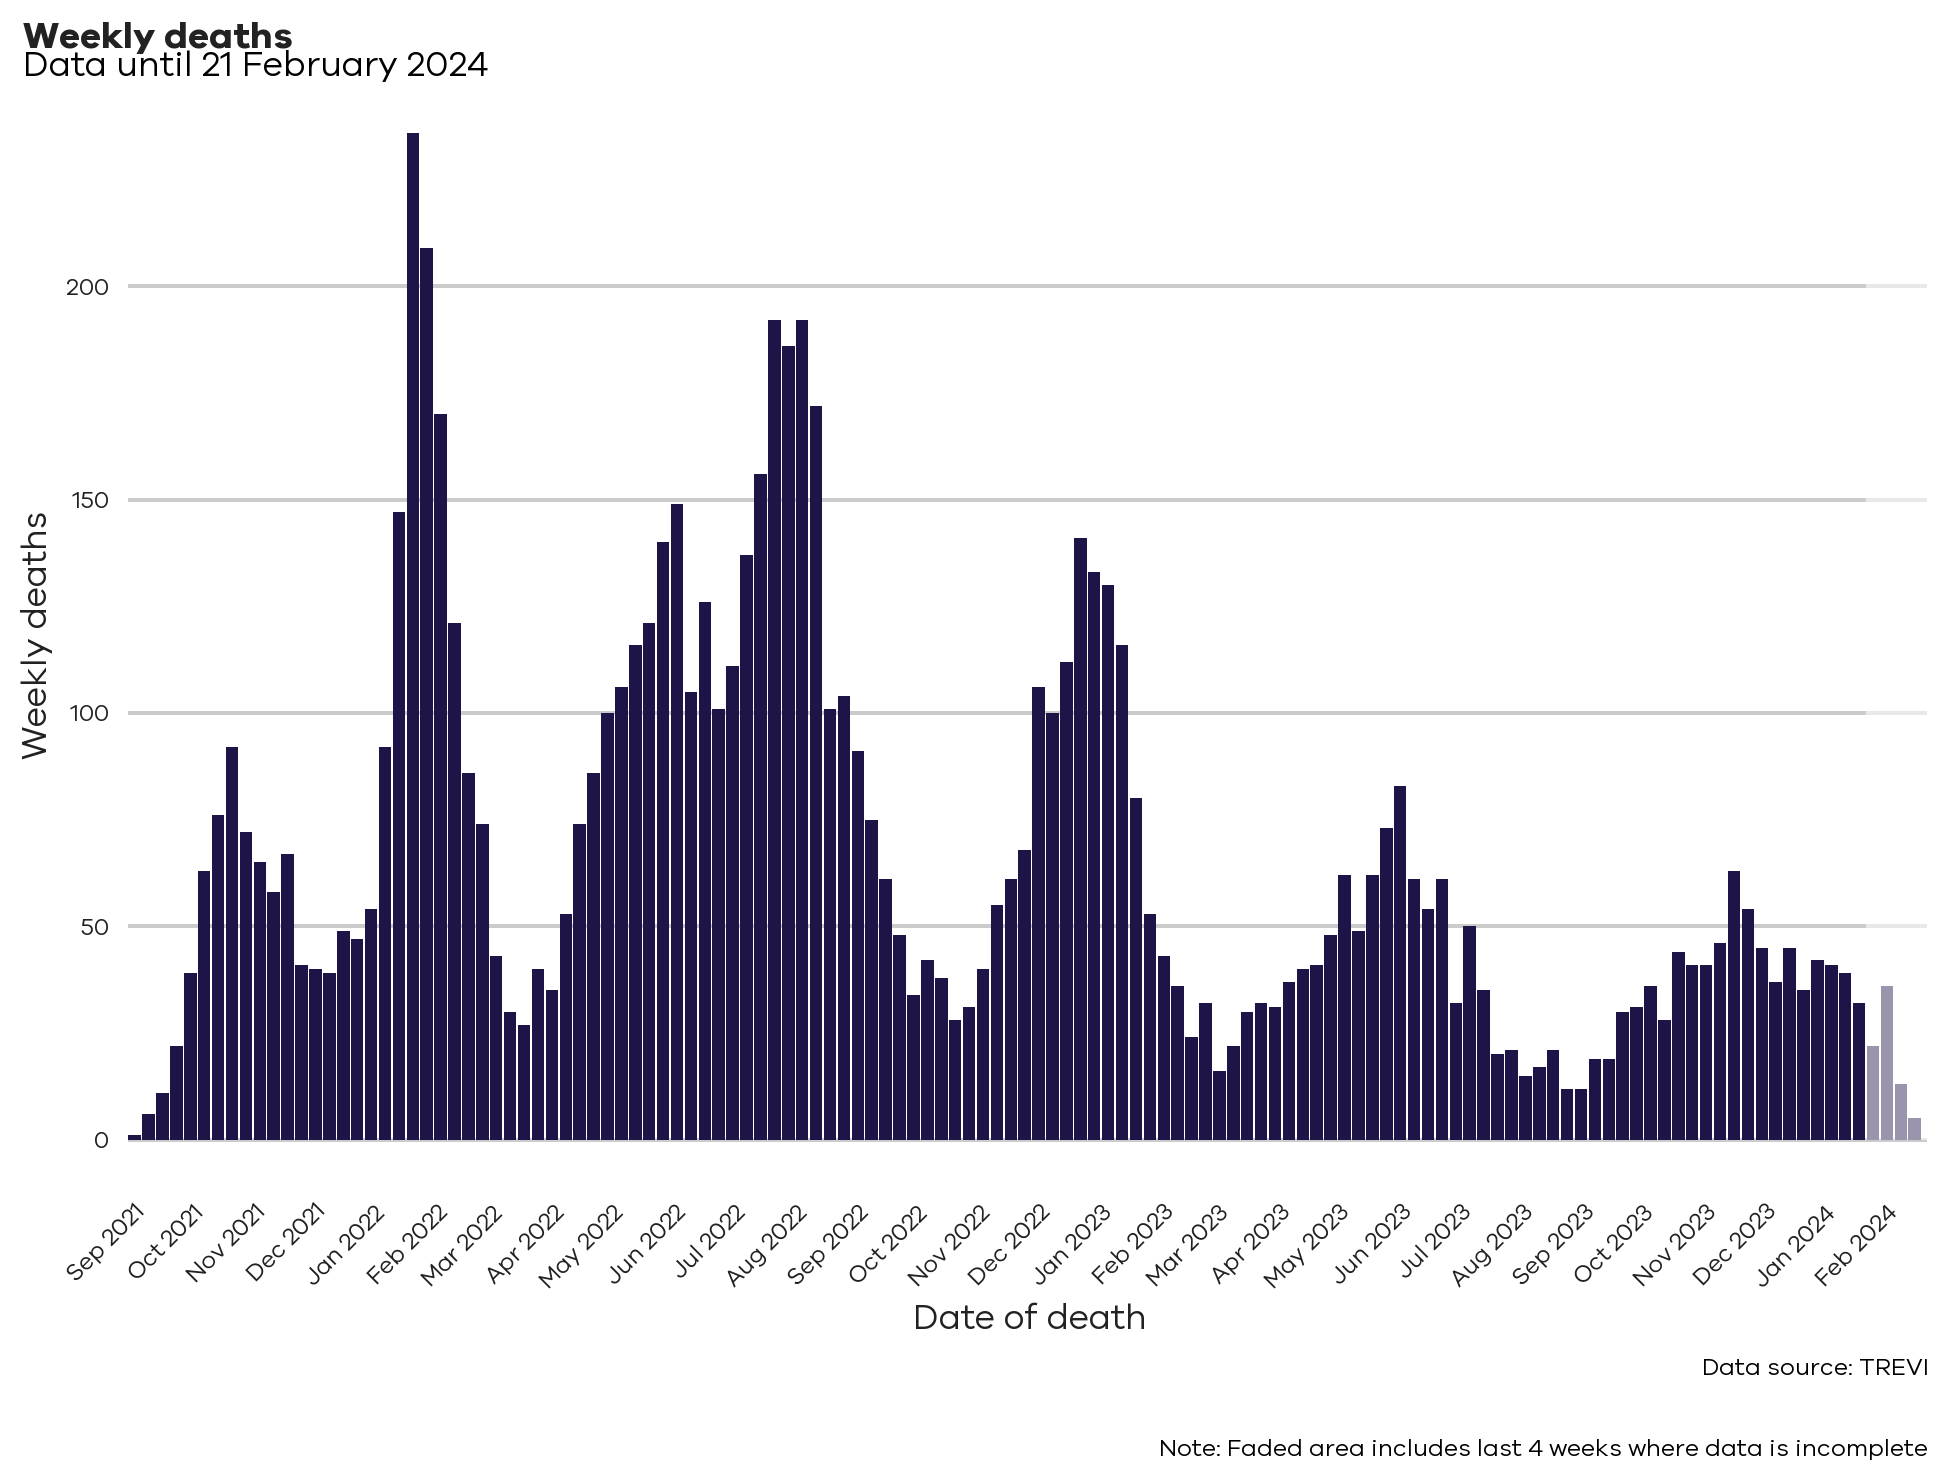 Weekly deaths
Data until 21 February 2024
Weekly deaths
200
150
100
50
0
Sep 2021
Oct 2021
Nov 2021
Dec 2021
Jan 2022
Feb 2022
Mar 2022
Apr 2022
May 2022
Jun 2022
Jul 2022
Aug 2022
Sep 2022
Oct 2022
Nov 2022
Dec 2022
Jan 2023
Feb 2023
Mar 2023
Apr 2023
May 2023
Jun 2023
Jul 2023
Aug 2023
Sep 2023
Oct 2023
Nov 2023
Dec 2023
Jan 2024
Feb 2024
Date of death
Data source: TREVI
Note: Faded area includes last 4 weeks where data is incomplete